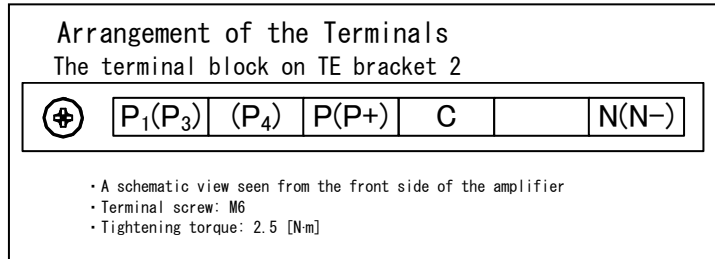 Arrangement of the Terminals
The terminal block on TE bracket 2
P₁(P₃) (P₄) P(P+) C N(N−)
・A schematic view seen from the front side of the amplifier
・Terminal screw: M6
・Tightening torque: 2.5 [N·m]